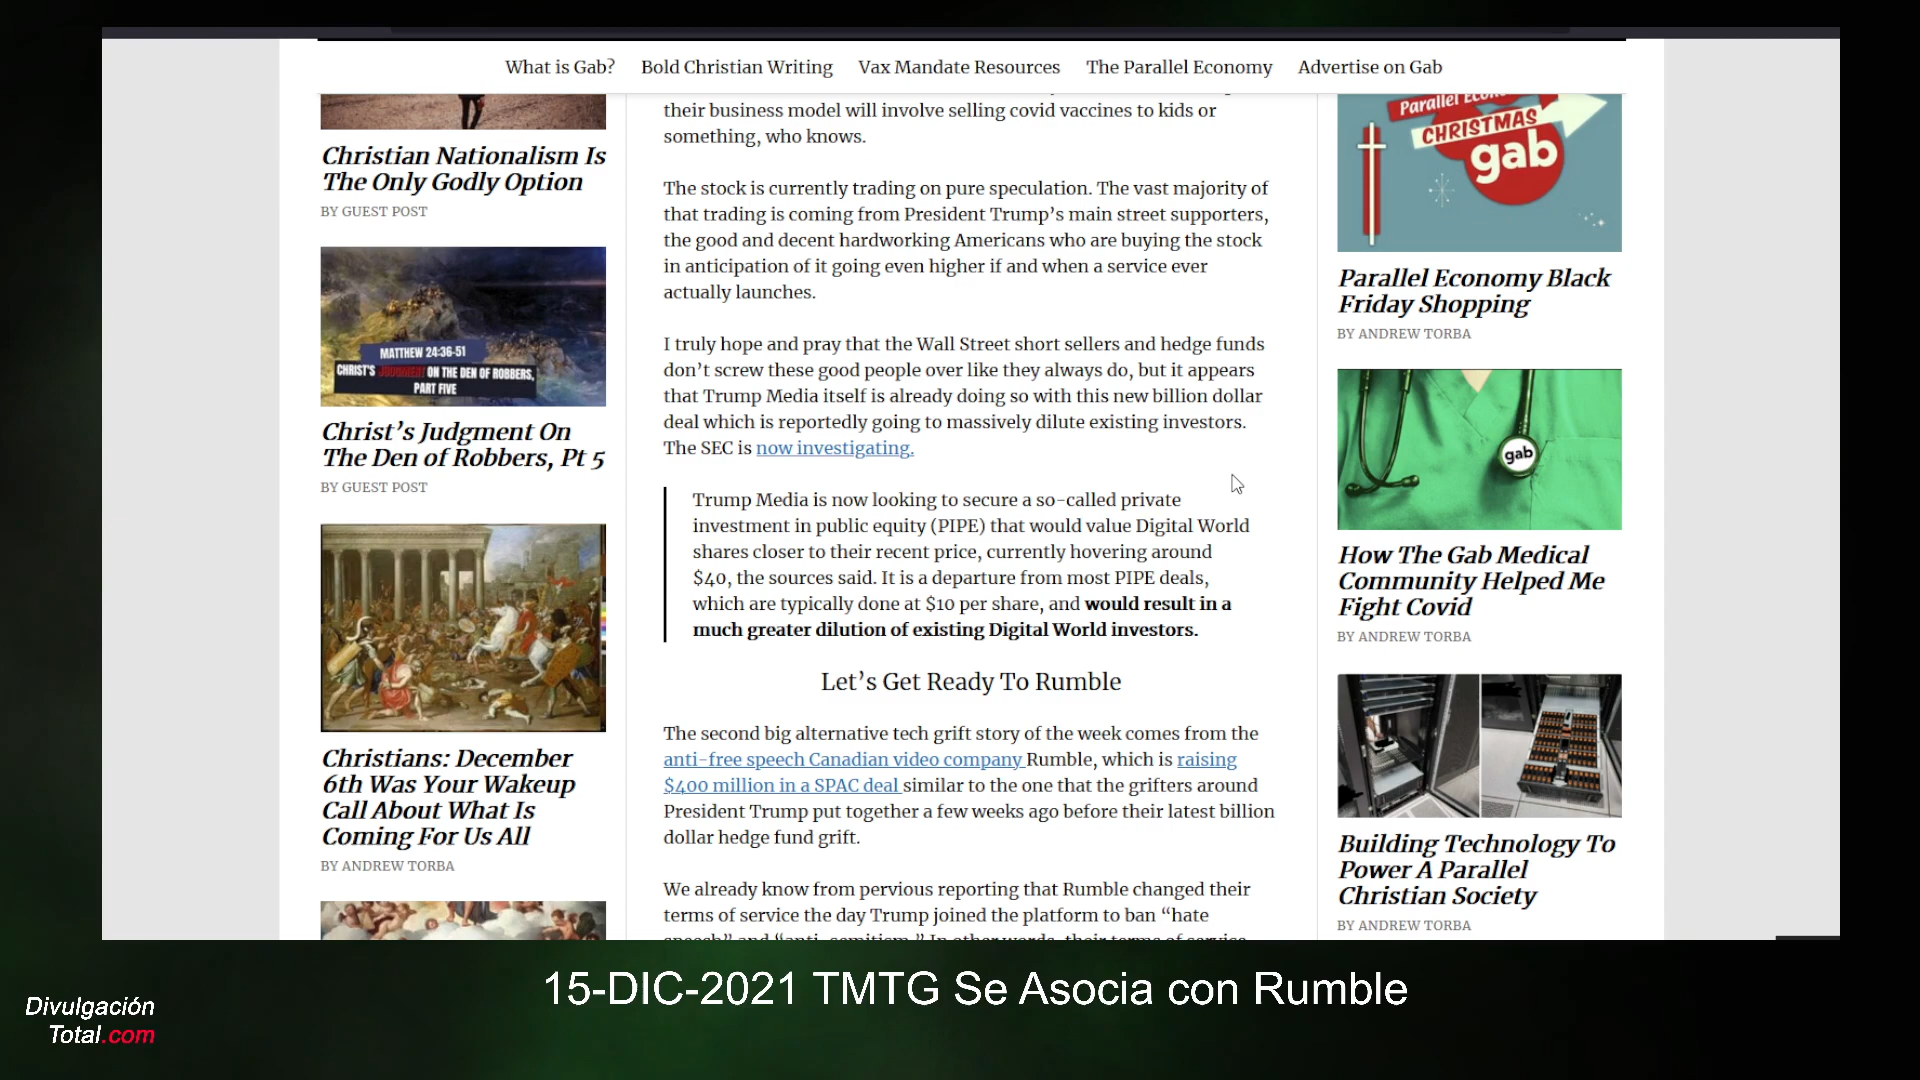 What is Gab? Bold Christian Writing Vax Mandate Resources The Parallel Economy Advertise on Gab
Christian Nationalism Is
The Only Godly Option
BY GUEST POST
MATTHEW 24:36-51
CHRIST'S JUDGMENT ON THE DEN OF ROBBERS,
PART FIVE
Christ's Judgment On
The Den of Robbers, Pt 5
BY GUEST POST
Christians: December
6th Was Your Wakeup
Call About What Is
Coming For Us All
BY ANDREW TORBA
their business model will involve selling covid vaccines to kids or
something, who knows.
The stock is currently trading on pure speculation. The vast majority of
that trading is coming from President Trump's main street supporters,
the good and decent hardworking Americans who are buying the stock
in anticipation of it going even higher if and when a service ever
actually launches.
I truly hope and pray that the Wall Street short sellers and hedge funds
don't screw these good people over like they always do, but it appears
that Trump Media itself is already doing so with this new billion dollar
deal which is reportedly going to massively dilute existing investors.
The SEC is now investigating.
Trump Media is now looking to secure a so-called private
investment in public equity (PIPE) that would value Digital World
shares closer to their recent price, currently hovering around
$40, the sources said. It is a departure from most PIPE deals,
which are typically done at $10 per share, and would result in a
much greater dilution of existing Digital World investors.
Let's Get Ready To Rumble
The second big alternative tech grift story of the week comes from the
anti-free speech Canadian video company Rumble, which is raising
$400 million in a SPAC deal similar to the one that the grifters around
President Trump put together a few weeks ago before their latest billion
dollar hedge fund grift.
We already know from pervious reporting that Rumble changed their
terms of service the day Trump joined the platform to ban "hate
speech" and "anti-semitism." In other words, their terms of service
Parallel Economy
CHRISTMAS
gab
Parallel Economy Black
Friday Shopping
BY ANDREW TORBA
gab
How The Gab Medical
Community Helped Me
Fight Covid
BY ANDREW TORBA
Building Technology To
Power A Parallel
Christian Society
BY ANDREW TORBA
15-DIC-2021 TMTG Se Asocia con Rumble
Divulgación
Total.com